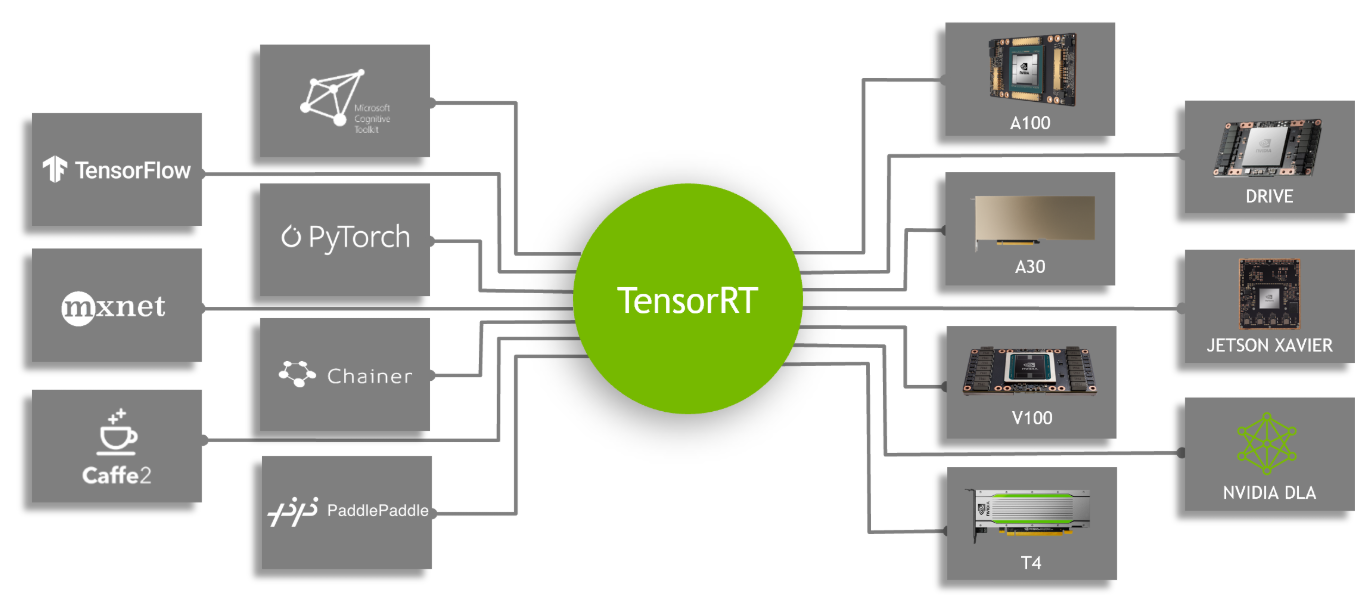 Microsoft
Cognitive
Toolkit
TensorFlow
PyTorch
mxnet
Chainer
Caffe2
PaddlePaddle
TensorRT
A100
DRIVE
A30
JETSON XAVIER
V100
NVIDIA DLA
T4